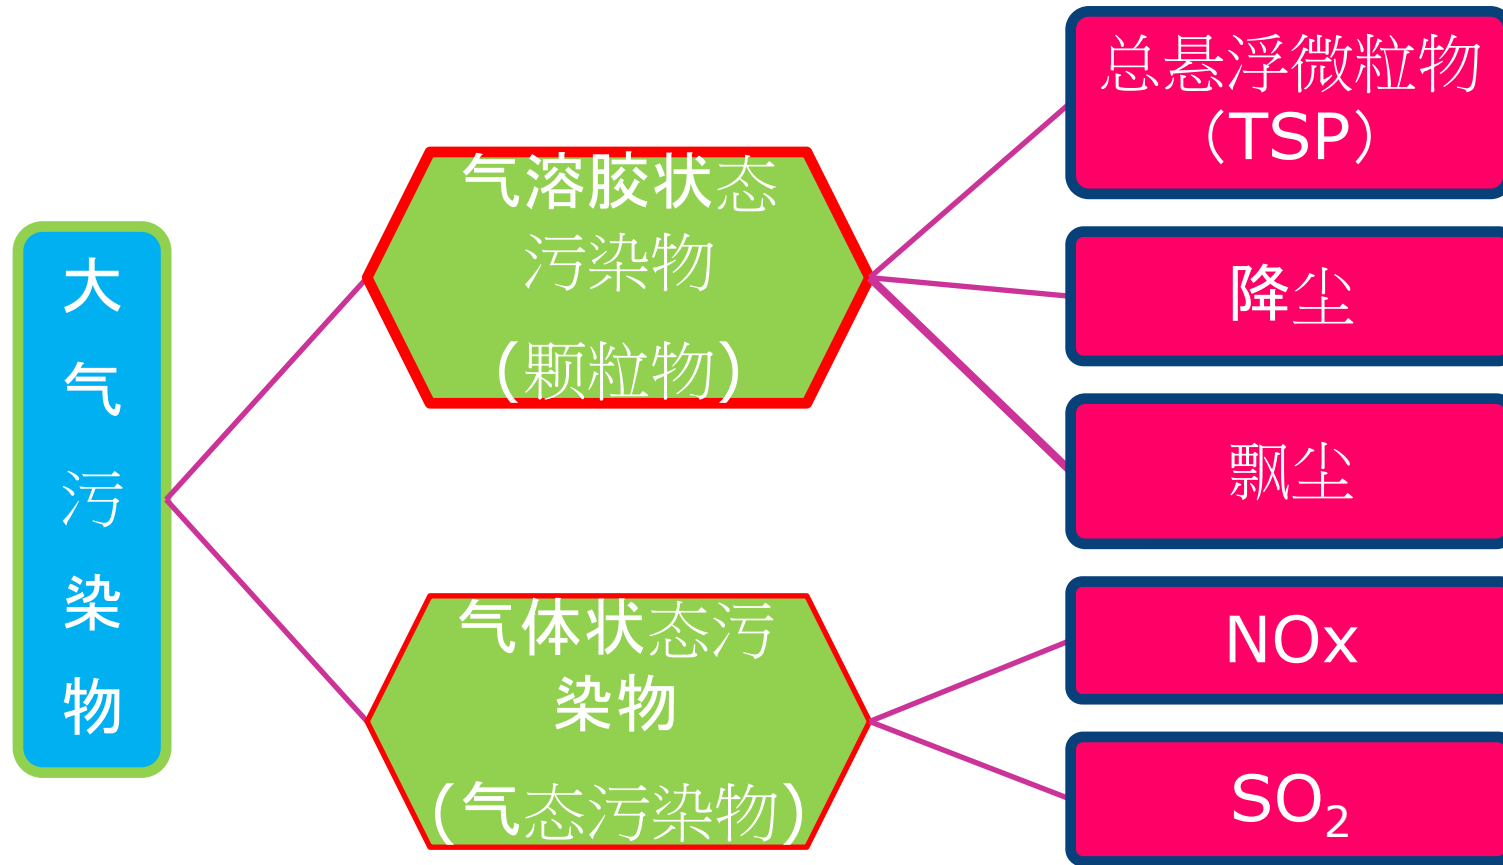 大
气
污
染
物
气溶胶状态
污染物
(颗粒物)
气体状态污
染物
(气态污染物)
总悬浮微粒物
（TSP）
降尘
飘尘
NOx
SO₂